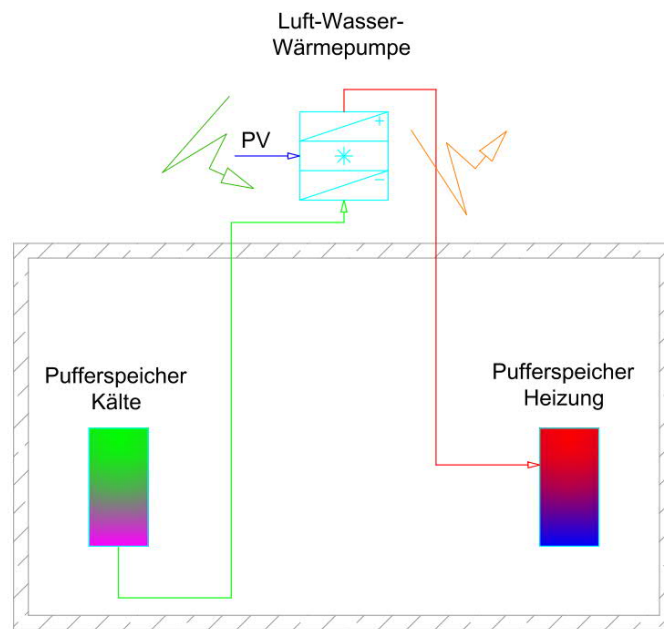 Luft-Wasser-
Wärmepumpe
PV
+
−
Pufferspeicher
Kälte
Pufferspeicher
Heizung